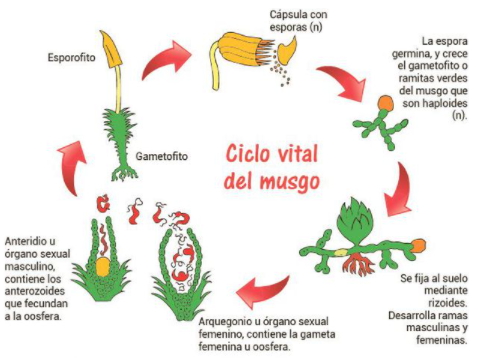 Cápsula con
esporas (n)
Esporofito
La espora
germina, y crece
el gametofito o
ramitas verdes
del musgo que
son haploides
(n).
Gametofito
Ciclo vital
del musgo
Anteridio u
órgano sexual
masculino,
contiene los
anterozoides
que fecundan
a la oosfera.
Se fija al suelo
mediante
rizoides.
Desarrolla ramas
masculinas y
femeninas.
Arquegonio u órgano sexual
femenino, contiene la gameta
femenina u oosfera.